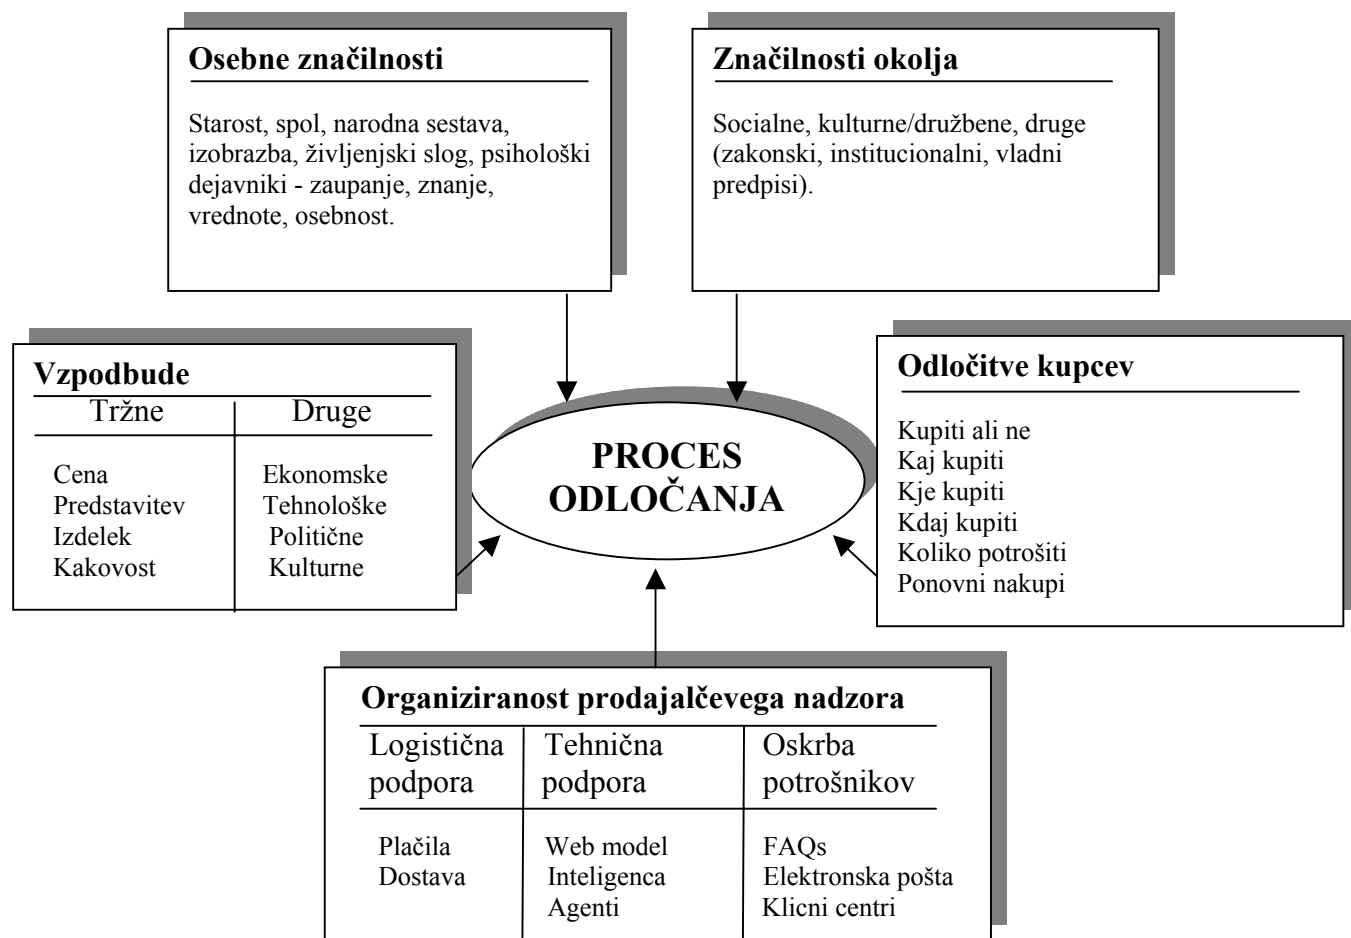 Osebne značilnosti
Starost, spol, narodna sestava,
izobrazba, življenjski slog, psihološki
dejavniki - zaupanje, znanje,
vrednote, osebnost.
Značilnosti okolja
Socialne, kulturne/družbene, druge
(zakonski, institucionalni, vladni
predpisi).
Vzpodbude
Tržne
Druge
Cena
Predstavitev
Izdelek
Kakovost
Ekonomske
Tehnološke
Politične
Kulturne
PROCES
ODLOČANJA
Odločitve kupcev
Kupiti ali ne
Kaj kupiti
Kje kupiti
Kdaj kupiti
Koliko potrošiti
Ponovni nakupi
Organiziranost prodajalčevega nadzora
Logistična
podpora
Plačila
Dostava
Tehnična
podpora
Web model
Inteligenca
Agenti
Oskrba
potrošnikov
FAQs
Elektronska pošta
Klicni centri